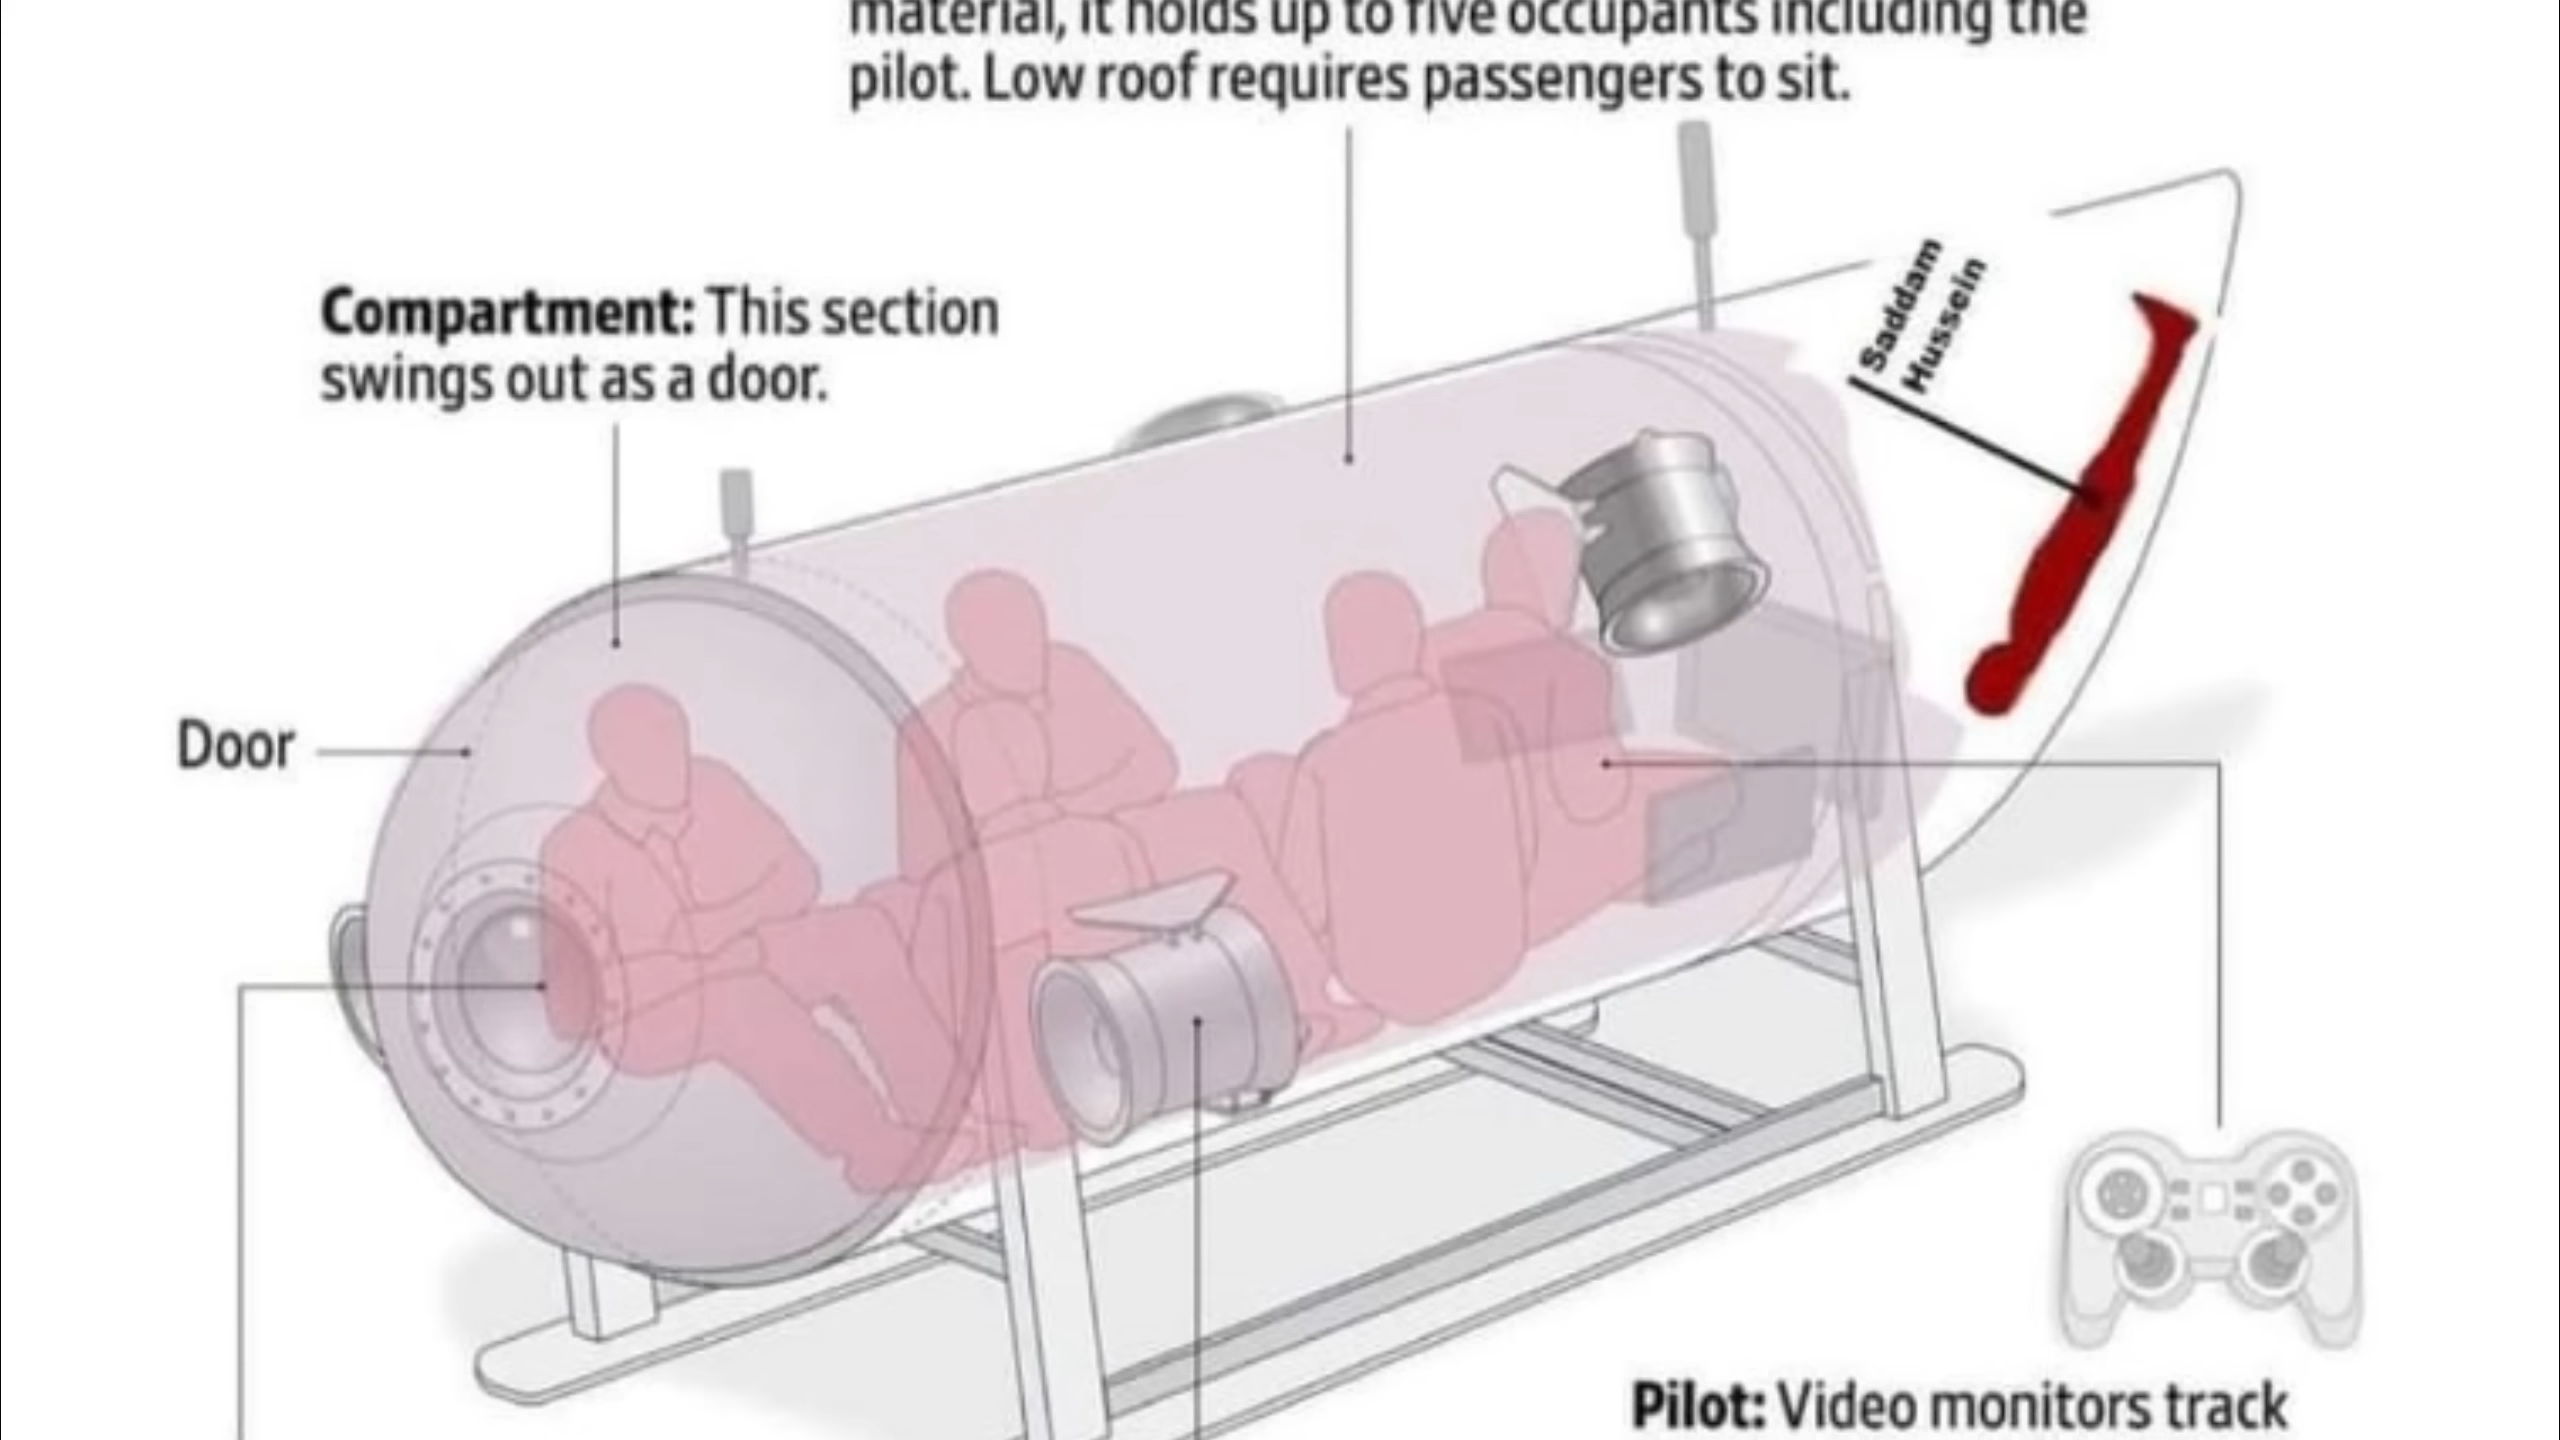 material, it holds up to five occupants including the
pilot. Low roof requires passengers to sit.
Compartment: This section
swings out as a door.
Saddam
Hussein
Door
Pilot: Video monitors track